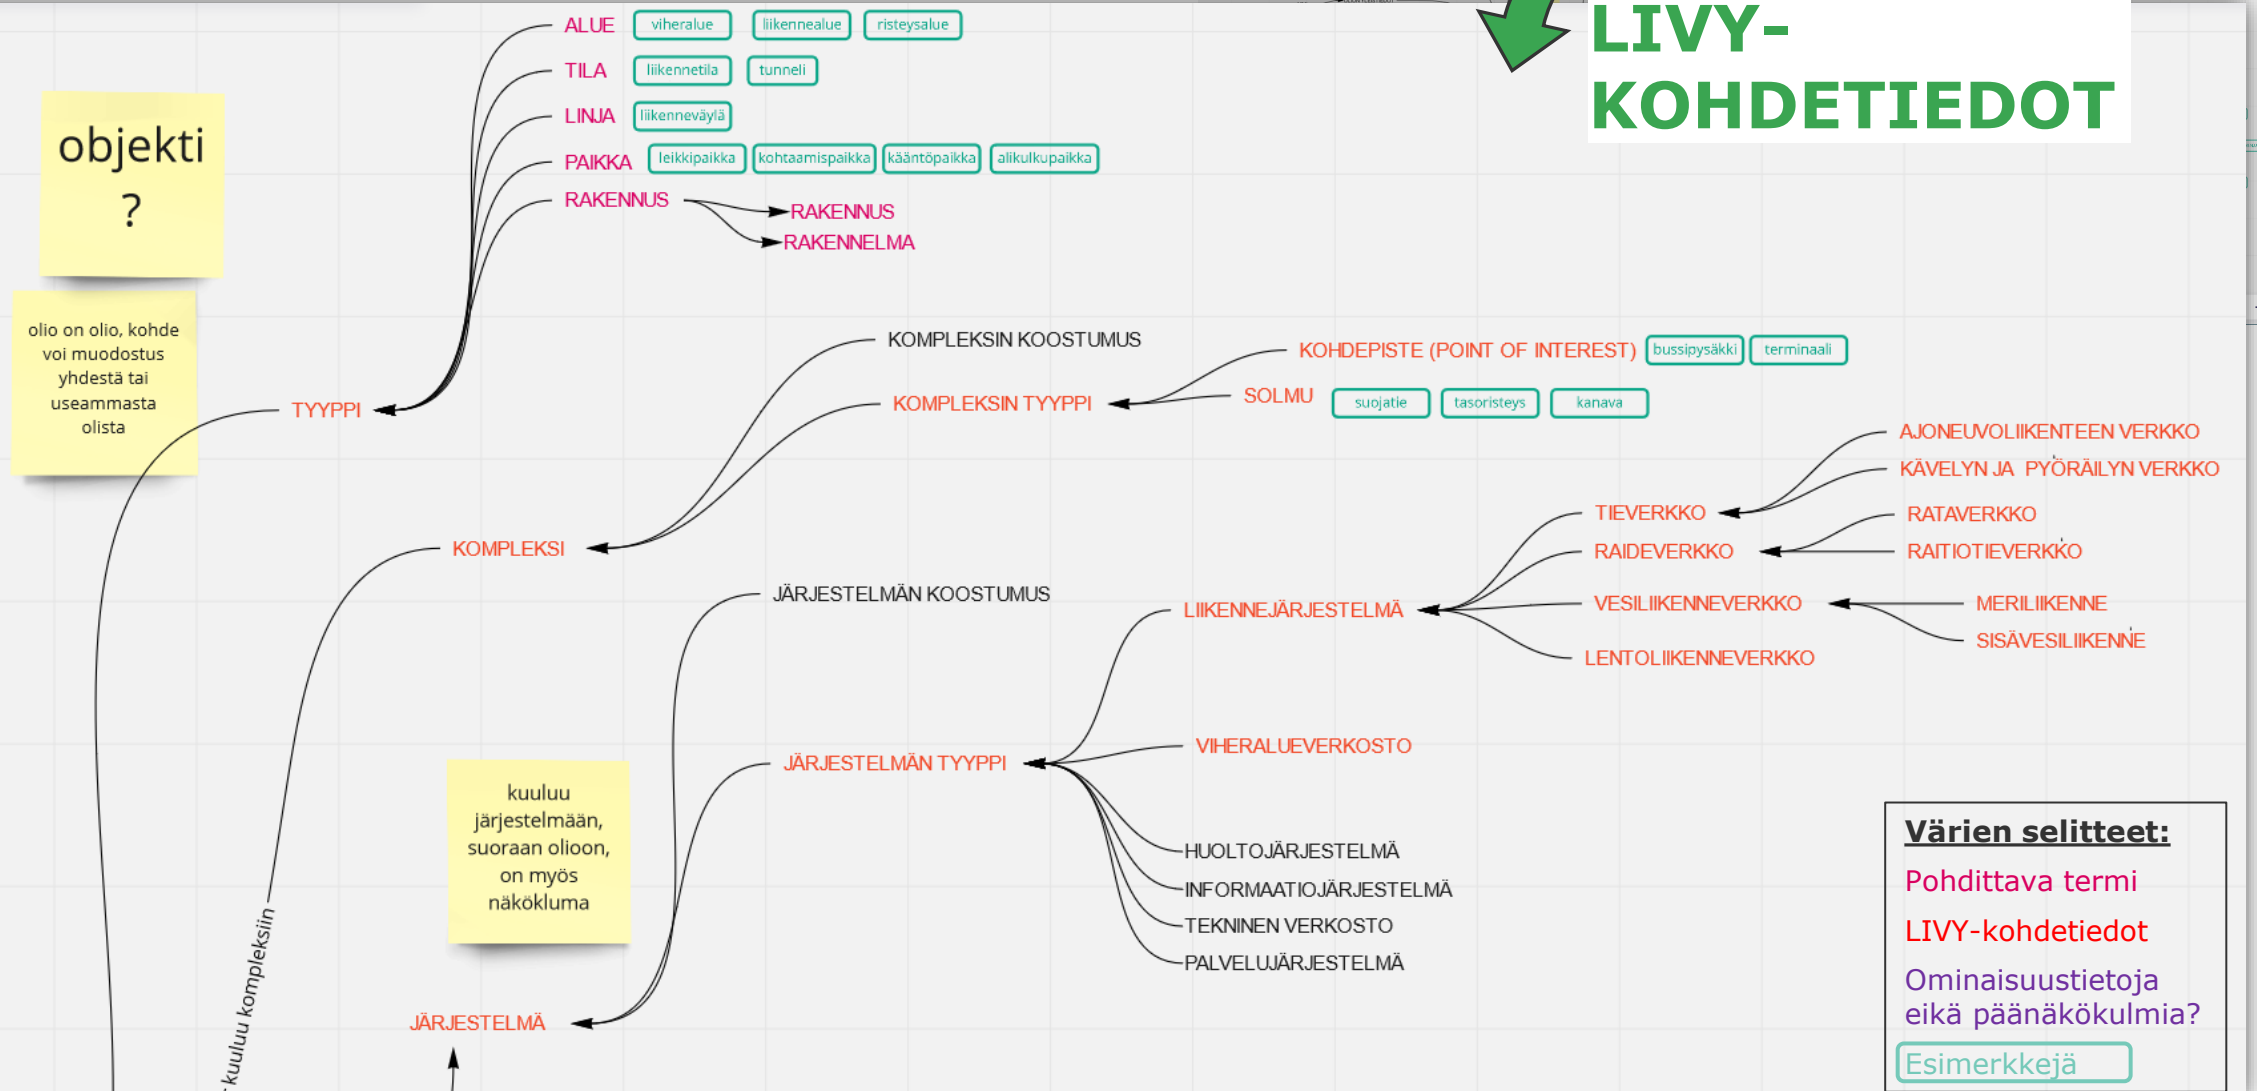 LIVY-
KOHDETIEDOT
ALUE viheralue liikennealue risteysalue
TILA liikennetila tunneli
LINJA liikenneväylä
PAIKKA leikkipaikka kohtaamispaikka kääntöpaikka alikulkupaikka
RAKENNUS
RAKENNUS
RAKENNELMA
objekti
?
olio on olio, kohde
voi muodostus
yhdestä tai
useammasta
olista
TYYPPI
KOMPLEKSIN KOOSTUMUS
KOHDEPISTE (POINT OF INTEREST) bussipysäkki terminaali
KOMPLEKSIN TYYPPI
SOLMU suojatie tasoristeys kanava
KOMPLEKSI
AJONEUVOLIIKENTEEN VERKKO
KÄVELYN JA PYÖRÄILYN VERKKO
TIEVERKKO
RATAVERKKO
RAIDEVERKKO
RAITIOTIEVERKKO
JÄRJESTELMÄN KOOSTUMUS
LIIKENNEJÄRJESTELMÄ
VESILIIKENNEVERKKO
MERILIIKENNE
SISÄVESILIIKENNE
LENTOLIIKENNEVERKKO
JÄRJESTELMÄN TYYPPI
VIHERALUEVERKOSTO
HUOLTOJÄRJESTELMÄ
INFORMAATIOJÄRJESTELMÄ
TEKNINEN VERKOSTO
PALVELUJÄRJESTELMÄ
kuuluu
järjestelmään,
suoraan olioon,
on myös
näkökluma
JÄRJESTELMÄ
kuuluu kompleksiin
Värien selitteet:
Pohdittava termi
LIVY-kohdetiedot
Ominaisuustietoja
eikä päänäkökulmia?
Esimerkkejä